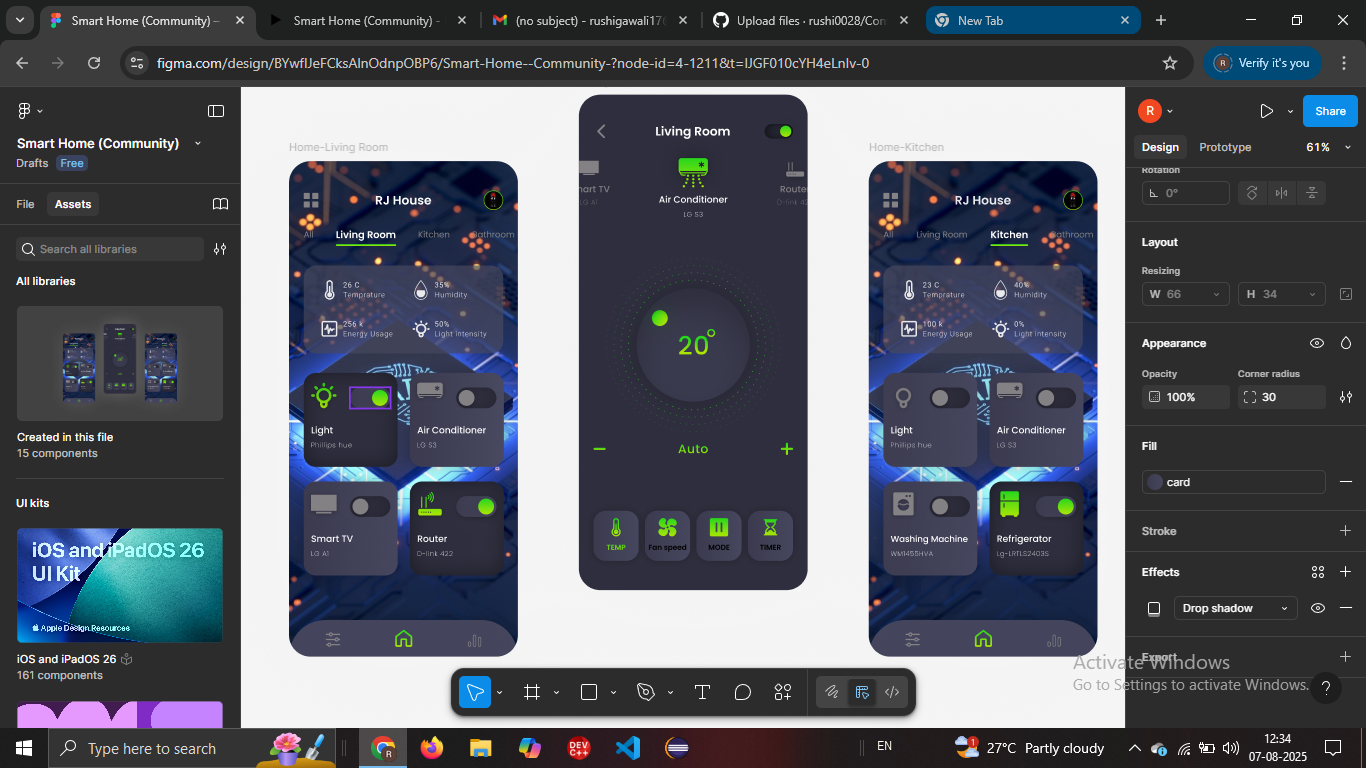 Smart Home (Community) –
Smart Home (Community) -
(no subject) - rushigawali17
Upload files · rushi0028/Con
New Tab
figma.com/design/BYwfIJeFCksAlnOdnpOBP6/Smart-Home--Community-?node-id=4-1211&t=IJGF010cYH4eLnIv-0
R
Verify it's you
Smart Home (Community)
Drafts
Free
File
Assets
Search all libraries
All libraries
Created in this file
15 components
UI kits
iOS and iPadOS 26
UI Kit
Apple Design Resources
iOS and iPadOS 26
161 components
Home-Living Room
RJ House
All
Living Room
Kitchen
Bathroom
26 C
Temprature
35%
Humidity
256 k
Energy Usage
50%
Light Intensity
Light
Phillips hue
Air Conditioner
LG S3
Smart TV
LG A1
Router
D-link 422
Living Room
mart TV
LG A1
Air Conditioner
LG S3
Route
D-link 42
20°
Auto
TEMP
Fan speed
MODE
TIMER
Home-Kitchen
RJ House
All
Living Room
Kitchen
Bathroom
23 C
Temprature
40%
Humidity
100 k
Energy Usage
0%
Light Intensity
Light
Phillips hue
Air Conditioner
LG S3
Washing Machine
WM1455HVA
Refrigerator
Lg-LRTLS2403S
R
Share
Design
Prototype
61%
Rotation
0°
Layout
Resizing
W 66
H 34
Appearance
Opacity
Corner radius
100%
30
Fill
card
Stroke
Effects
Drop shadow
Export
Activate Windows
Go to Settings to activate Windows.
?
Type here to search
R
DEV
C++
EN
1
27°C Partly cloudy
12:34
07-08-2025